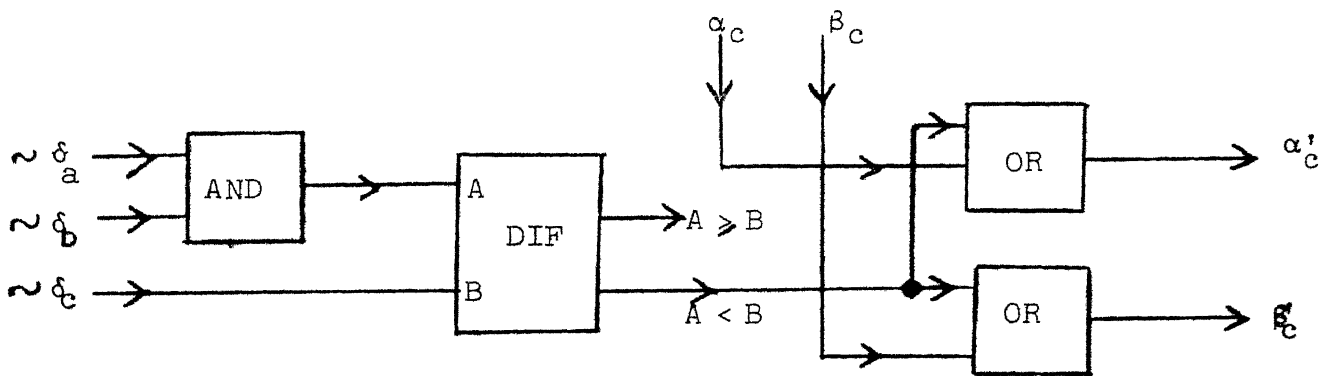 α_c β_c
~ δ_a
~ δ_b
~ δ_c
AND
A
B
DIF
A ⩾ B
A < B
OR
α'_c
OR
β'_c